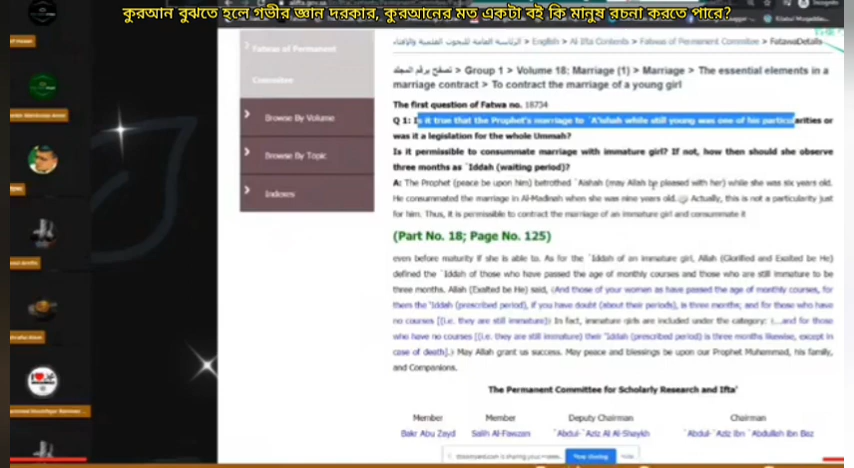 কুরআন বুঝতে হলে গভীর জ্ঞান দরকার, কুরআনের মত একটা বই কি মানুষ রচনা করতে পারে?
الرئاسة العامة للبحوث العلمية والإفتاء > English > Al Ifta Contents > Fatwas of Permanent Committee > FatwaDetails
Fatwas of Permanent
Committee
Browse By Volume
Browse By Topic
Indexes
تصفح برقم المجلد > Group 1 > Volume 18: Marriage (1) > Marriage > The essential elements in a
marriage contract > To contract the marriage of a young girl
The first question of Fatwa no. 18734
Q 1: Is it true that the Prophet's marriage to `A'ishah while still young was one of his particularities or
was it a legislation for the whole Ummah?
Is it permissible to consummate marriage with immature girl? If not, how then should she observe
three months as `Iddah (waiting period)?
A: The Prophet (peace be upon him) betrothed `Aishah (may Allah be pleased with her) while she was six years old.
He consummated the marriage in Al-Madinah when she was nine years old. Actually, this is not a particularity just
for him. Thus, it is permissible to contract the marriage of an immature girl and consummate it
(Part No. 18; Page No. 125)
even before maturity if she is able to. As for the `Iddah of an immature girl, Allah (Glorified and Exalted be He)
defined the `Iddah of those who have passed the age of monthly courses and those who are still immature to be
three months. Allah (Exalted be He) said, (And those of your women as have passed the age of monthly courses, for
them the 'Iddah (prescribed period), if you have doubt (about their periods), is three months; and for those who have
no courses [(i.e. they are still immature)) In fact, immature girls are included under the category: (...and for those
who have no courses [(i.e. they are still immature) their 'Iddah (prescribed period) is three months likewise, except in
case of death].) May Allah grant us success. May peace and blessings be upon our Prophet Muhammad, his family,
and Companions.
The Permanent Committee for Scholarly Research and Ifta'
Member Member Deputy Chairman Chairman
Bakr Abu Zayd Salih Al-Fawzan `Abdul-`Aziz Al Al-Shaykh `Abdul-`Aziz Ibn `Abdullah Ibn Baz
Stop sharing Hide